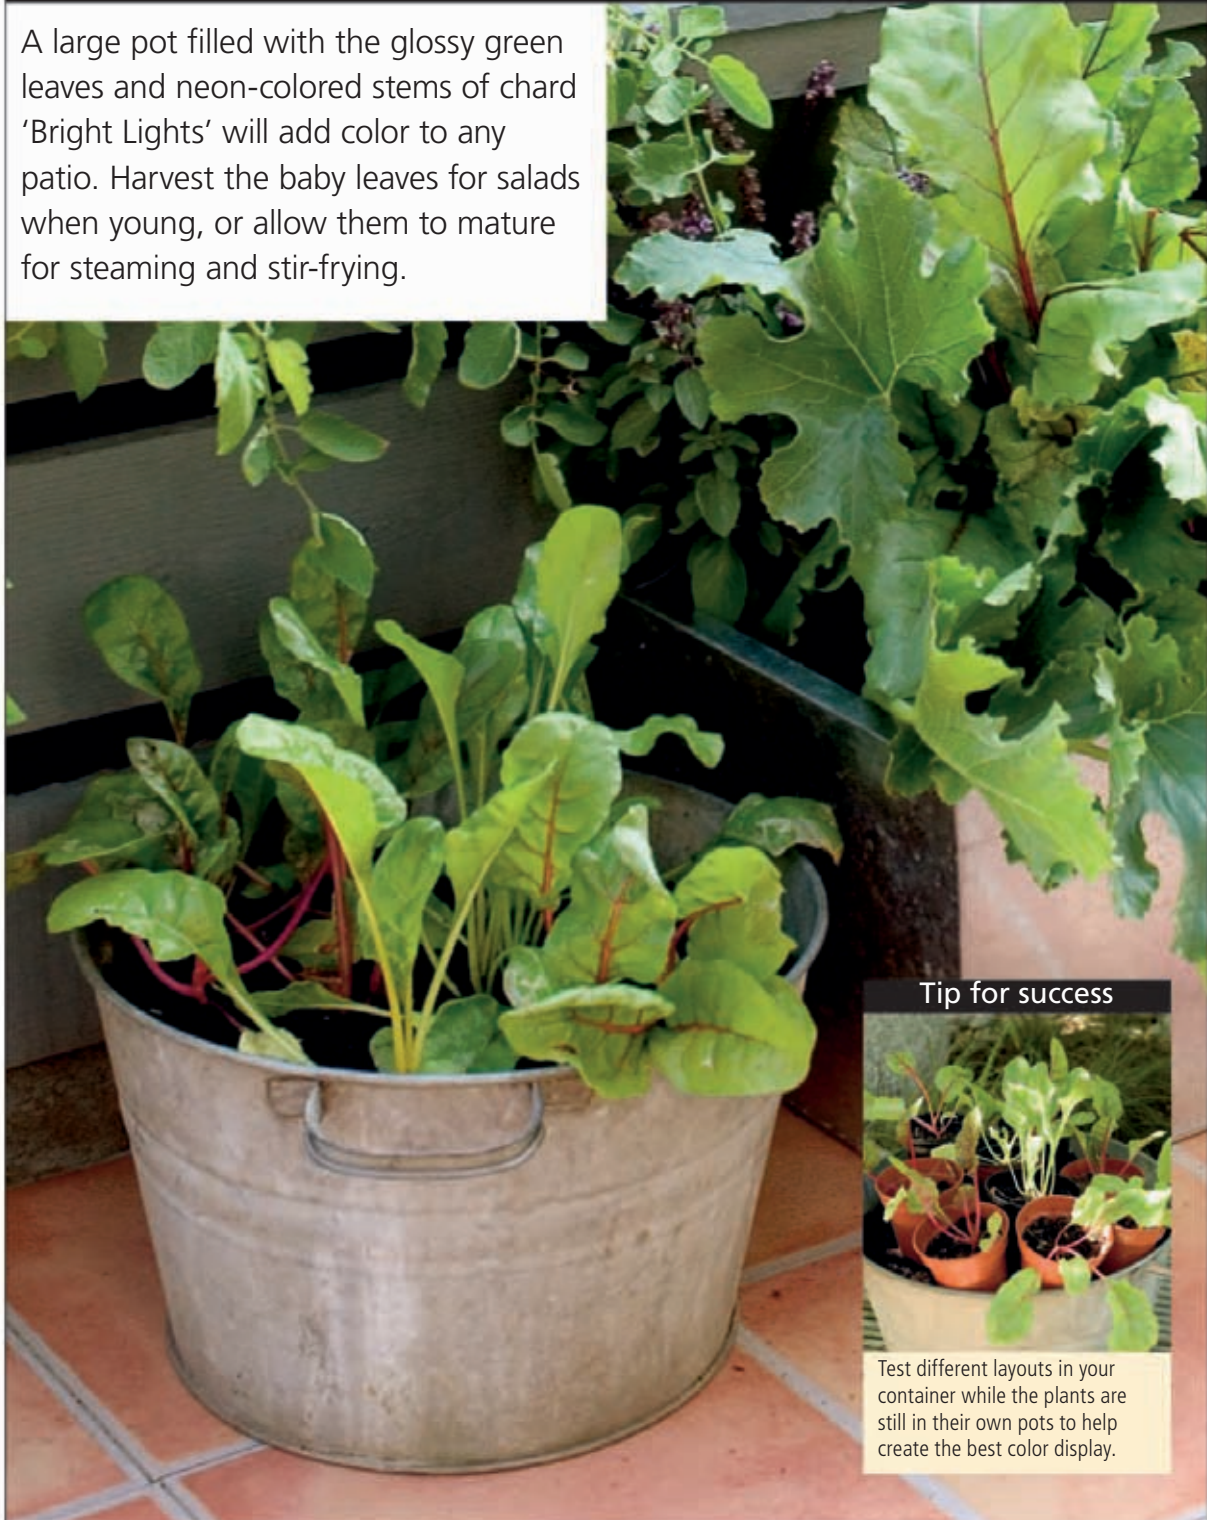 A large pot filled with the glossy green
leaves and neon-colored stems of chard
‘Bright Lights’ will add color to any
patio. Harvest the baby leaves for salads
when young, or allow them to mature
for steaming and stir-frying.
Tip for success
Test different layouts in your
container while the plants are
still in their own pots to help
create the best color display.